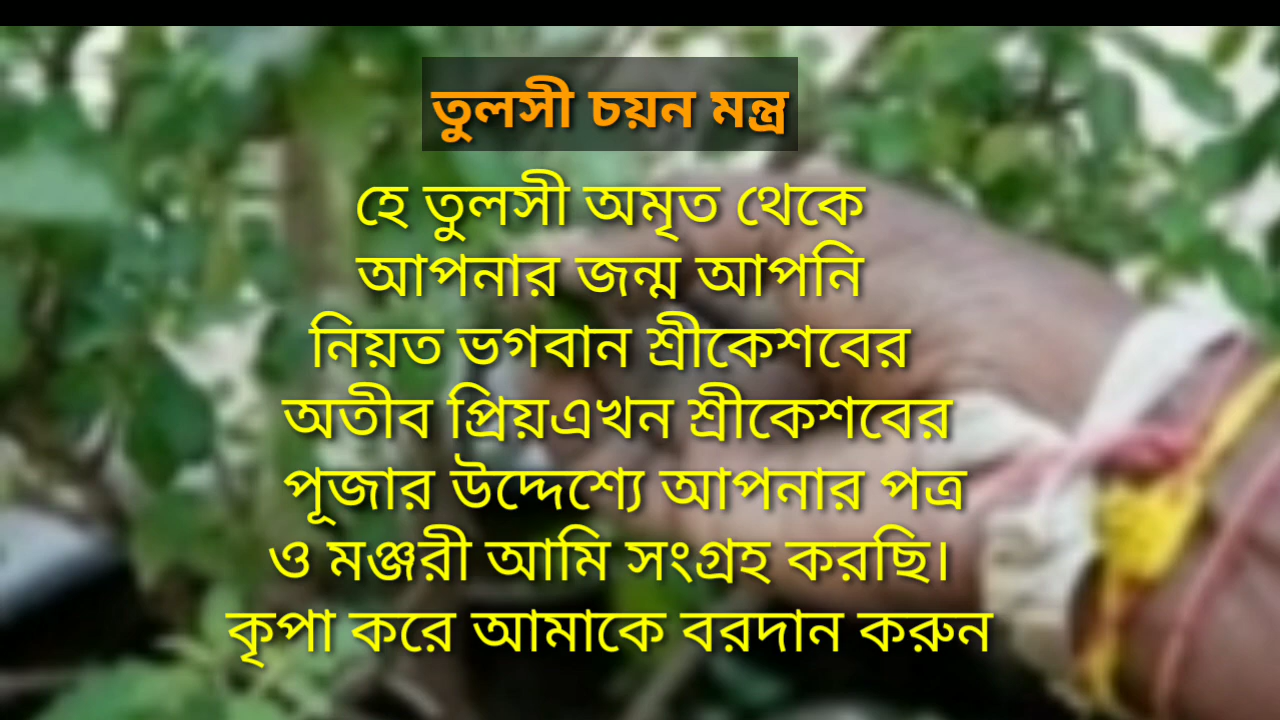 তুলসী চয়ন মন্ত্র
হে তুলসী অমৃত থেকে
আপনার জন্ম আপনি
নিয়ত ভগবান শ্রীকেশবের
অতীব প্রিয়এখন শ্রীকেশবের
পূজার উদ্দেশ্যে আপনার পত্র
ও মঞ্জরী আমি সংগ্রহ করছি।
কৃপা করে আমাকে বরদান করুন